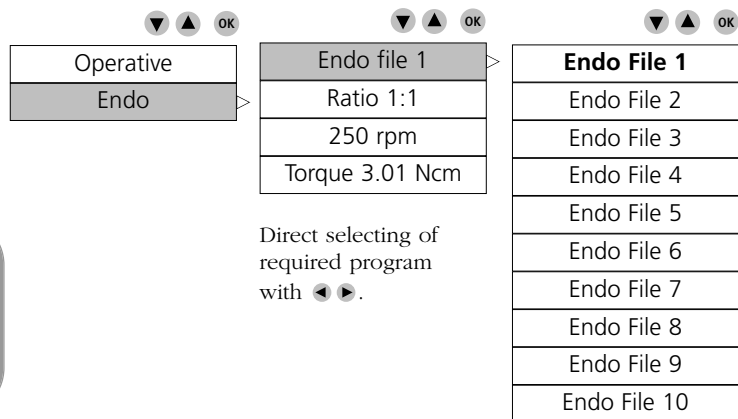 OK
Operative
Endo
OK
Endo file 1
Ratio 1:1
250 rpm
Torque 3.01 Ncm
Direct selecting of
required program
with ◀ ▶.
OK
Endo File 1
Endo File 2
Endo File 3
Endo File 4
Endo File 5
Endo File 6
Endo File 7
Endo File 8
Endo File 9
Endo File 10